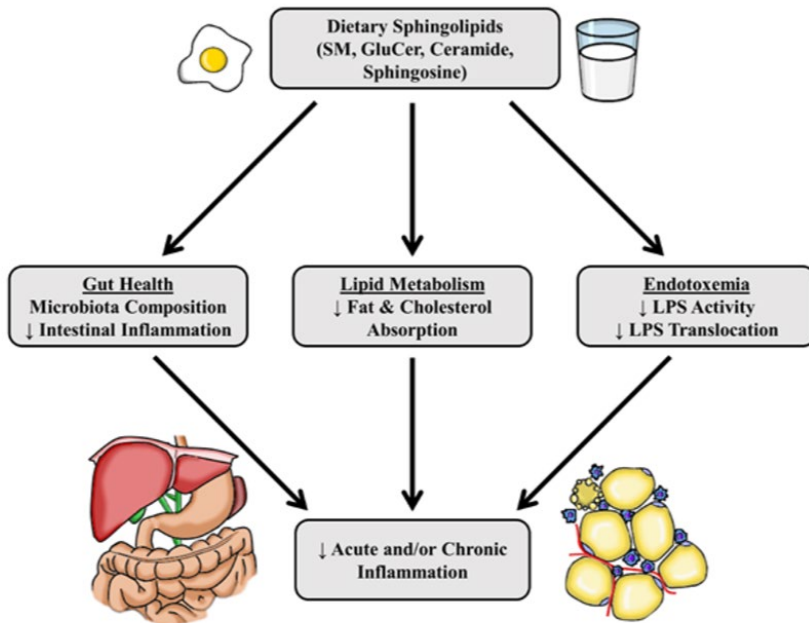 Dietary Sphingolipids
(SM, GluCer, Ceramide,
Sphingosine)
Gut Health
Microbiota Composition
↓ Intestinal Inflammation
Lipid Metabolism
↓ Fat & Cholesterol
Absorption
Endotoxemia
↓ LPS Activity
↓ LPS Translocation
↓ Acute and/or Chronic
Inflammation